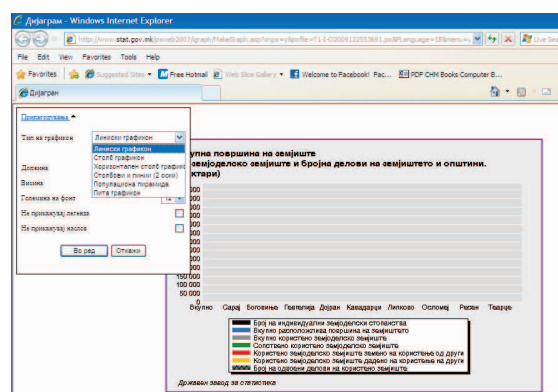 Дијаграм - Windows Internet Explorer
http://www.stat.gov.mk/
File Edit View Favorites Tools Help
Favorites Suggested Sites Free Hotmail Web Slice Gallery Welcome to Facebook! Fac... PDF CHM Books Computer B...
Дијаграм
Прилагодување
Тип на графикон Линиски графикон
Линиски графикон
Столб графикон
Хоризонтален столб графико
Столбови и линии (2 оски)
Популациона пирамида
Пита графикон
Должина
Висина
Големина на фонт 12
Не прикажувај легенда
Не прикажувај наслов
Во ред Откажи
купна површина на земјиште
земјоделско земјиште и бројна делови на земјиштето и општини.
ктари)
150 000
100 000
50 000
0
Вкупно Сарај Боговиње Гевгелија Дојран Кавадарци Липково Осломеј Ресен Теарце
Број на индивидуални земјоделски стопанства
Вкупно расположлива површина на земјиштето
Вкупно користено земјоделско земјиште
Сопствено користено земјоделско земјиште
Користено земјоделско земјиште земено на користење од други
Користено земјоделско земјиште дадено на користење на други
Број на одвоени делови на користено земјиште
Државен завод за статистика